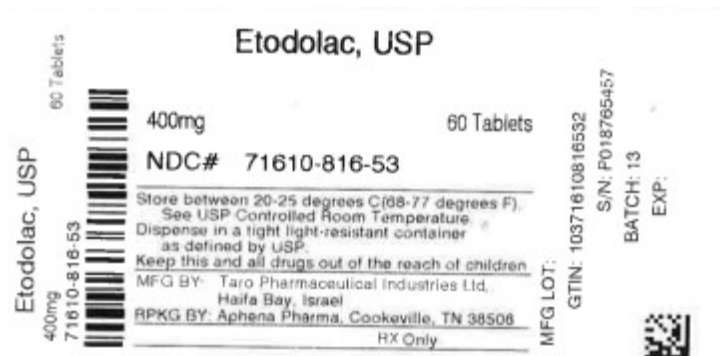 Etodolac, USP
400mg 60 Tablets
NDC# 71610-816-53
Store between 20-25 degrees C(68-77 degrees F).
See USP Controlled Room Temperature.
Dispense in a tight light-resistant container
as defined by USP.
Keep this and all drugs out of the reach of children
MFG BY: Taro Pharmaceutical Industries Ltd,
Haifa Bay, Israel
RPKG BY: Aphena Pharma, Cookeville, TN 38506
RX Only
Etodolac, USP
400mg 60 Tablets
71610-816-53
MFG LOT:
GTIN: 10371610816532
S/N: P018765457
BATCH: 13
EXP: